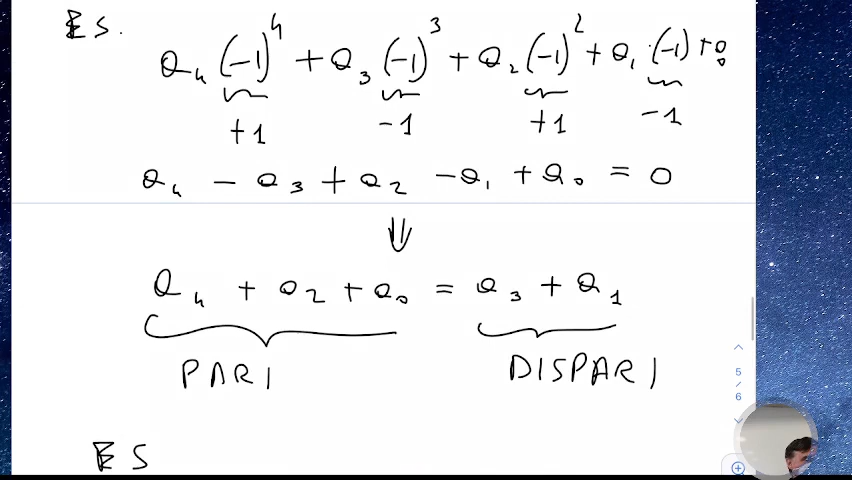 ES.
a₄ (-1)⁴ + a₃ (-1)³ + a₂ (-1)² + a₁ · (-1) + a₀
+1 -1 +1 -1
a₄ - a₃ + a₂ - a₁ + a₀ = 0
⇓
a₄ + a₂ + a₀ = a₃ + a₁
PARI DISPARI
ES
5
/
6